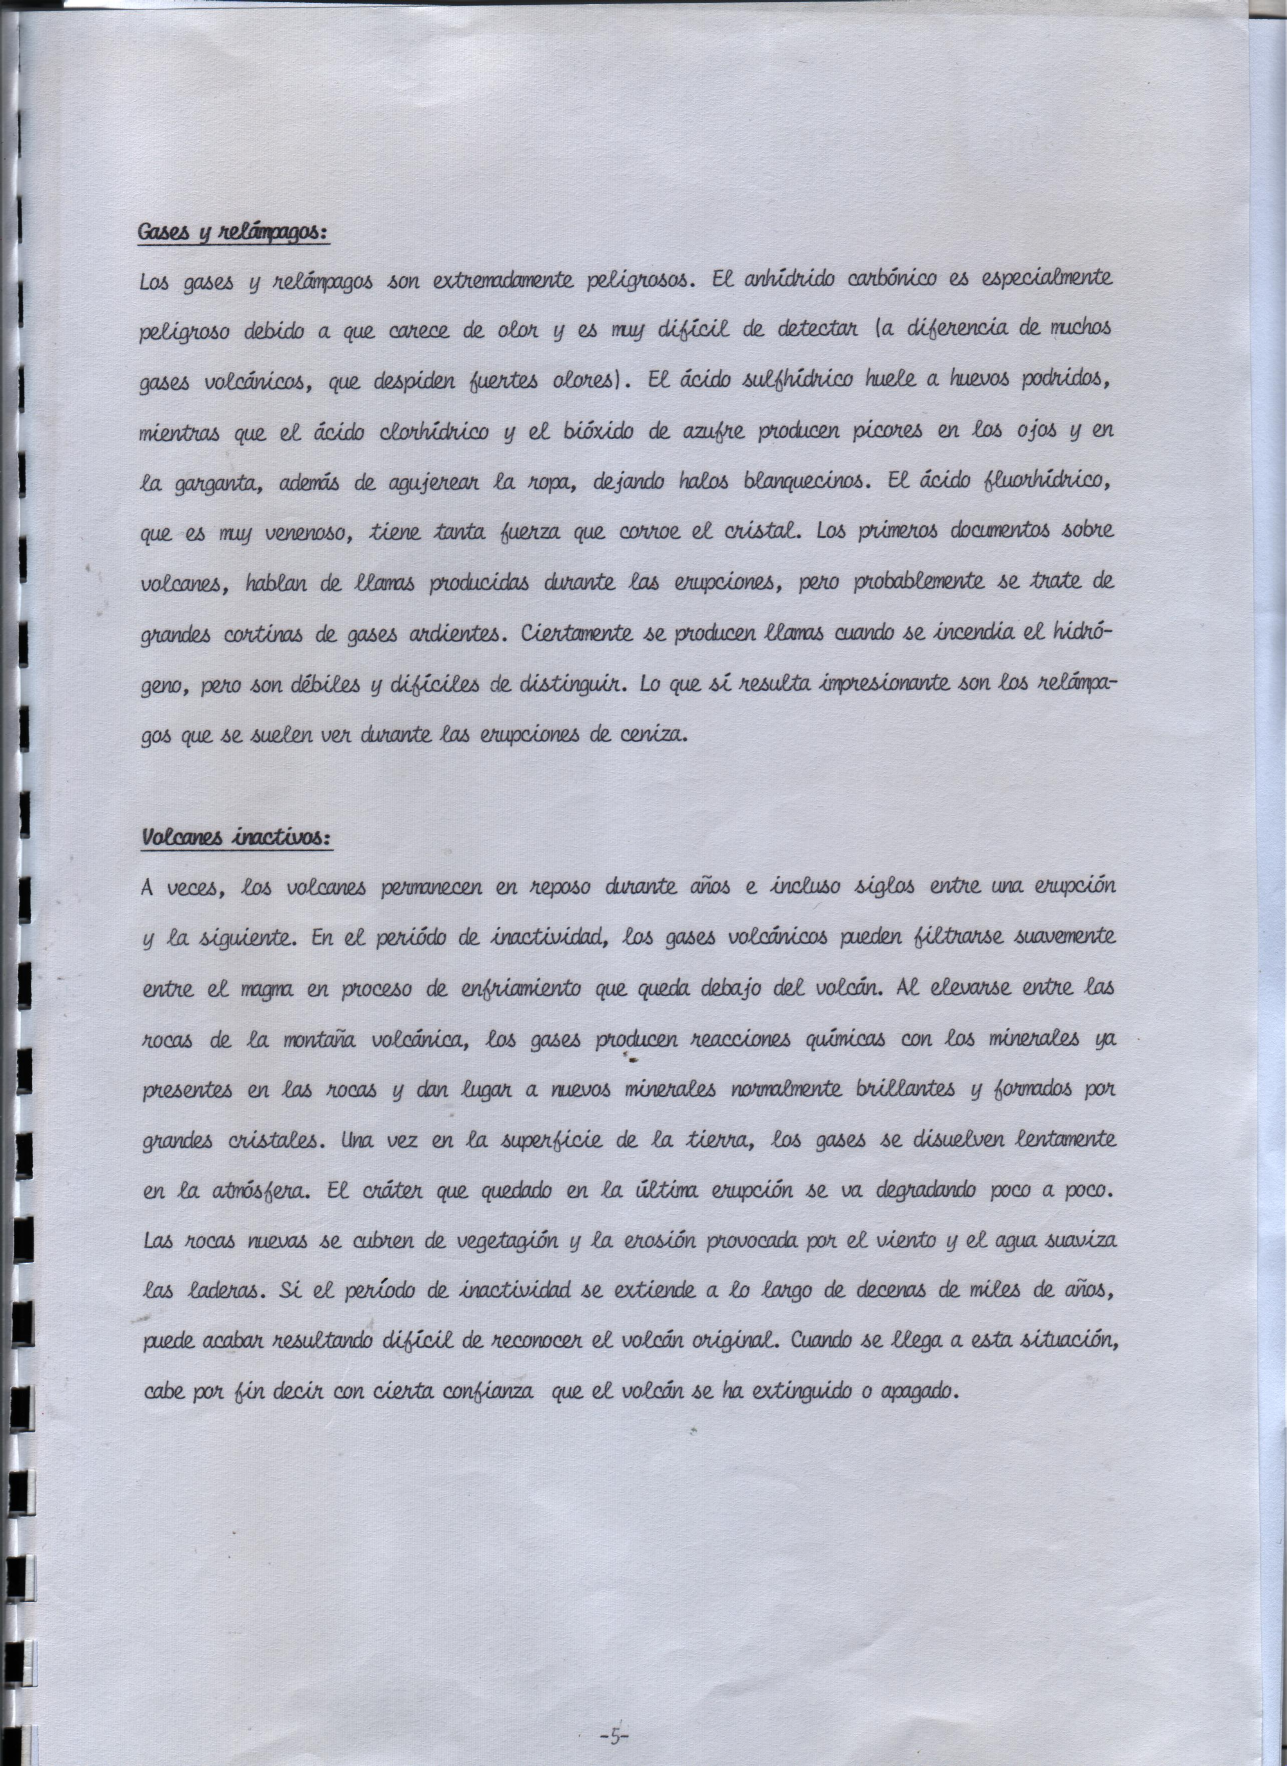 Gases y relámpagos:
Los gases y relámpagos son extremadamente peligrosos. El anhídrido carbónico es especialmente
peligroso debido a que carece de olor y es muy difícil de detectar (a diferencia de muchos
gases volcánicos, que despiden fuertes olores). El ácido sulfhídrico huele a huevos podridos,
mientras que el ácido clorhídrico y el bióxido de azufre producen picores en los ojos y en
la garganta, además de agujerear la ropa, dejando halos blanquecinos. El ácido fluorhídrico,
que es muy venenoso, tiene tanta fuerza que corroe el cristal. Los primeros documentos sobre
volcanes, hablan de llamas producidas durante las erupciones, pero probablemente se trate de
grandes cortinas de gases ardientes. Ciertamente se producen llamas cuando se incendia el hidró-
geno, pero son débiles y difíciles de distinguir. Lo que sí resulta impresionante son los relámpa-
gos que se suelen ver durante las erupciones de ceniza.
Volcanes inactivos:
A veces, los volcanes permanecen en reposo durante años e incluso siglos entre una erupción
y la siguiente. En el periódo de inactividad, los gases volcánicos pueden filtrarse suavemente
entre el magma en proceso de enfriamiento que queda debajo del volcán. Al elevarse entre las
rocas de la montaña volcánica, los gases producen reacciones químicas con los minerales ya
presentes en las rocas y dan lugar a nuevos minerales normalmente brillantes y formados por
grandes cristales. Una vez en la superficie de la tierra, los gases se disuelven lentamente
en la atmósfera. El cráter que quedado en la última erupción se va degradando poco a poco.
Las rocas nuevas se cubren de vegetagión y la erosión provocada por el viento y el agua suaviza
las laderas. Si el período de inactividad se extiende a lo largo de decenas de miles de años,
puede acabar resultando difícil de reconocer el volcán original. Cuando se llega a esta situación,
cabe por fin decir con cierta confianza que el volcán se ha extinguido o apagado.
-5-